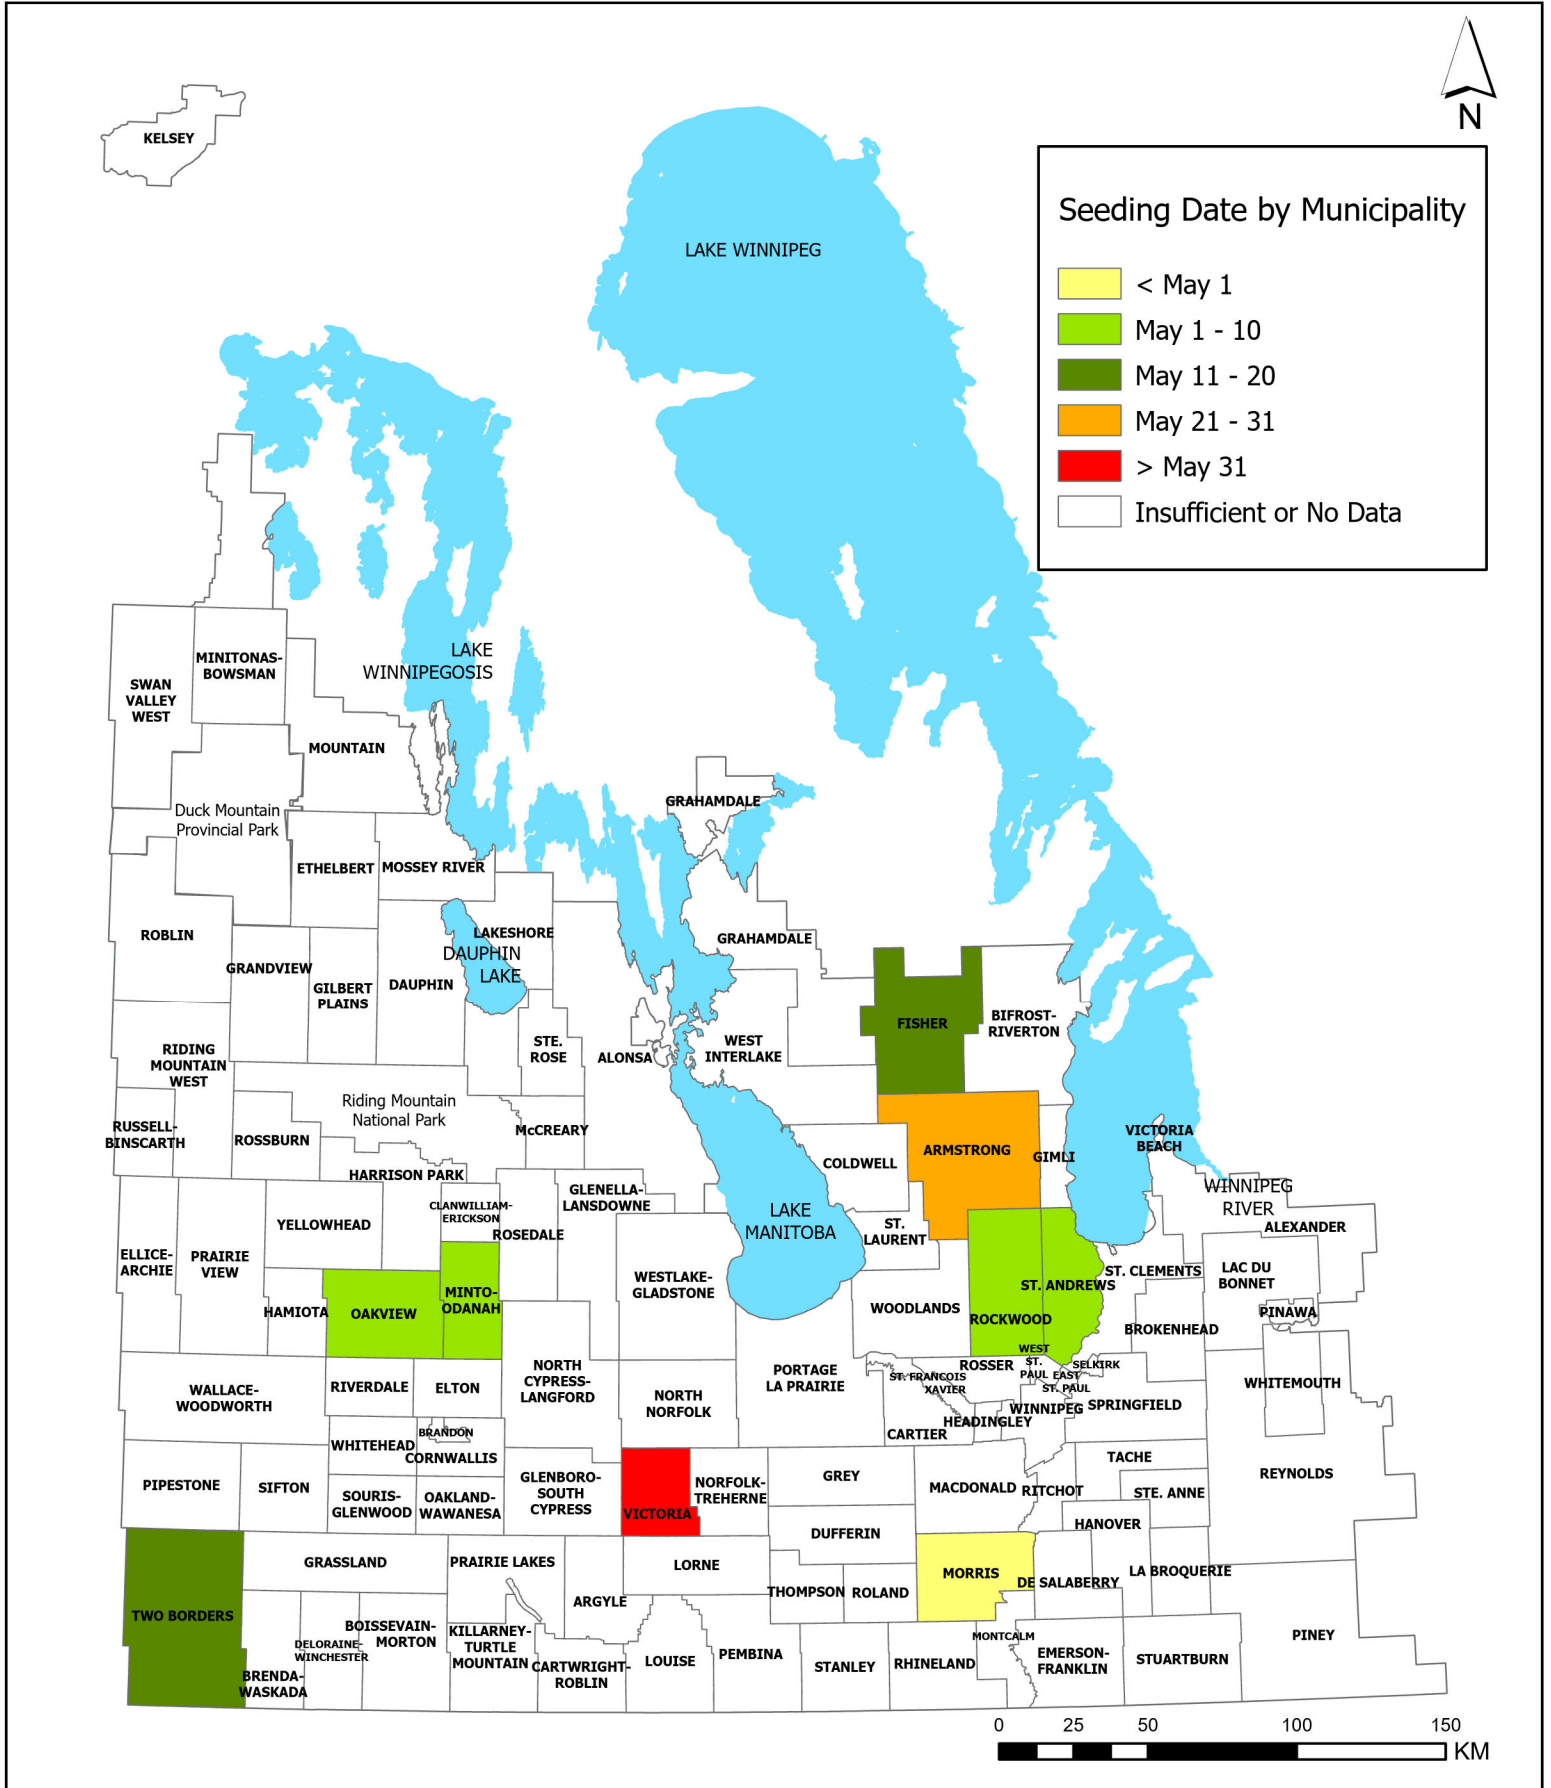 N
KELSEY
Seeding Date by Municipality
< May 1
May 1 - 10
May 11 - 20
May 21 - 31
> May 31
Insufficient or No Data
LAKE WINNIPEG
LAKE
WINNIPEGOSIS
MINITONAS-
BOWSMAN
SWAN
VALLEY
WEST
MOUNTAIN
Duck Mountain
Provincial Park
GRAHAMDALE
ETHELBERT
MOSSEY RIVER
ROBLIN
LAKESHORE
DAUPHIN
LAKE
GRAHAMDALE
GRANDVIEW
GILBERT
PLAINS
DAUPHIN
FISHER
BIFROST-
RIVERTON
STE.
ROSE
ALONSA
WEST
INTERLAKE
RIDING
MOUNTAIN
WEST
Riding Mountain
National Park
RUSSELL-
BINSCARTH
ROSSBURN
McCREARY
VICTORIA
BEACH
ARMSTRONG
GIMLI
COLDWELL
HARRISON PARK
GLENELLA-
LANSDOWNE
WINNIPEG
RIVER
CLANWILLIAM-
ERICKSON
YELLOWHEAD
ROSEDALE
LAKE
MANITOBA
ST.
LAURENT
ALEXANDER
ELLICE-
ARCHIE
PRAIRIE
VIEW
WESTLAKE-
GLADSTONE
ST. CLEMENTS
LAC DU
BONNET
ST. ANDREWS
MINTO-
ODANAH
HAMIOTA
OAKVIEW
WOODLANDS
ROCKWOOD
PINAWA
BROKENHEAD
NORTH
CYPRESS-
LANGFORD
PORTAGE
LA PRAIRIE
ROSSER
WEST
ST.
PAUL
SELKIRK
EAST
ST. PAUL
ST. FRANCOIS
XAVIER
WHITEMOUTH
RIVERDALE
ELTON
WALLACE-
WOODWORTH
NORTH
NORFOLK
WINNIPEG
SPRINGFIELD
HEADINGLEY
CARTIER
BRANDON
WHITEHEAD
CORNWALLIS
TACHE
REYNOLDS
PIPESTONE
SIFTON
GLENBORO-
SOUTH
CYPRESS
NORFOLK-
TREHERNE
GREY
MACDONALD
RITCHOT
STE. ANNE
SOURIS-
GLENWOOD
OAKLAND-
WAWANESA
VICTORIA
HANOVER
DUFFERIN
GRASSLAND
PRAIRIE LAKES
LORNE
MORRIS
DE SALABERRY
LA BROQUERIE
THOMPSON
ROLAND
ARGYLE
TWO BORDERS
BOISSEVAIN-
MORTON
DELORAINE-
WINCHESTER
KILLARNEY-
TURTLE
MOUNTAIN
MONTCALM
PINEY
BRENDA-
WASKADA
CARTWRIGHT-
ROBLIN
LOUISE
PEMBINA
STANLEY
RHINELAND
EMERSON-
FRANKLIN
STUARTBURN
0 25 50 100 150
KM